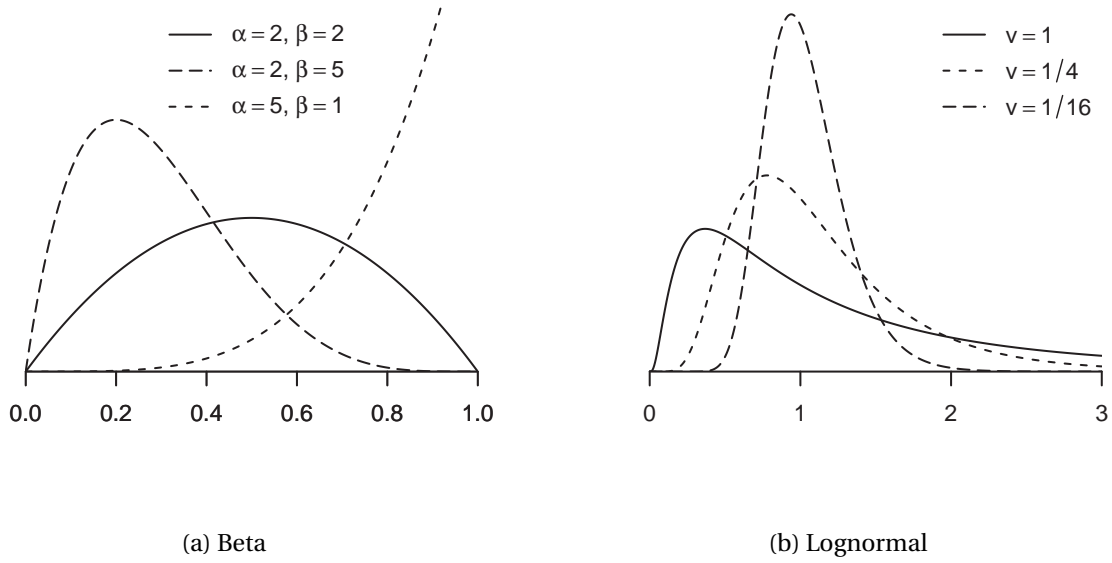 α = 2, β = 2
α = 2, β = 5
α = 5, β = 1
0.0 0.2 0.4 0.6 0.8 1.0
(a) Beta
v = 1
v = 1/4
v = 1/16
0 1 2 3
(b) Lognormal